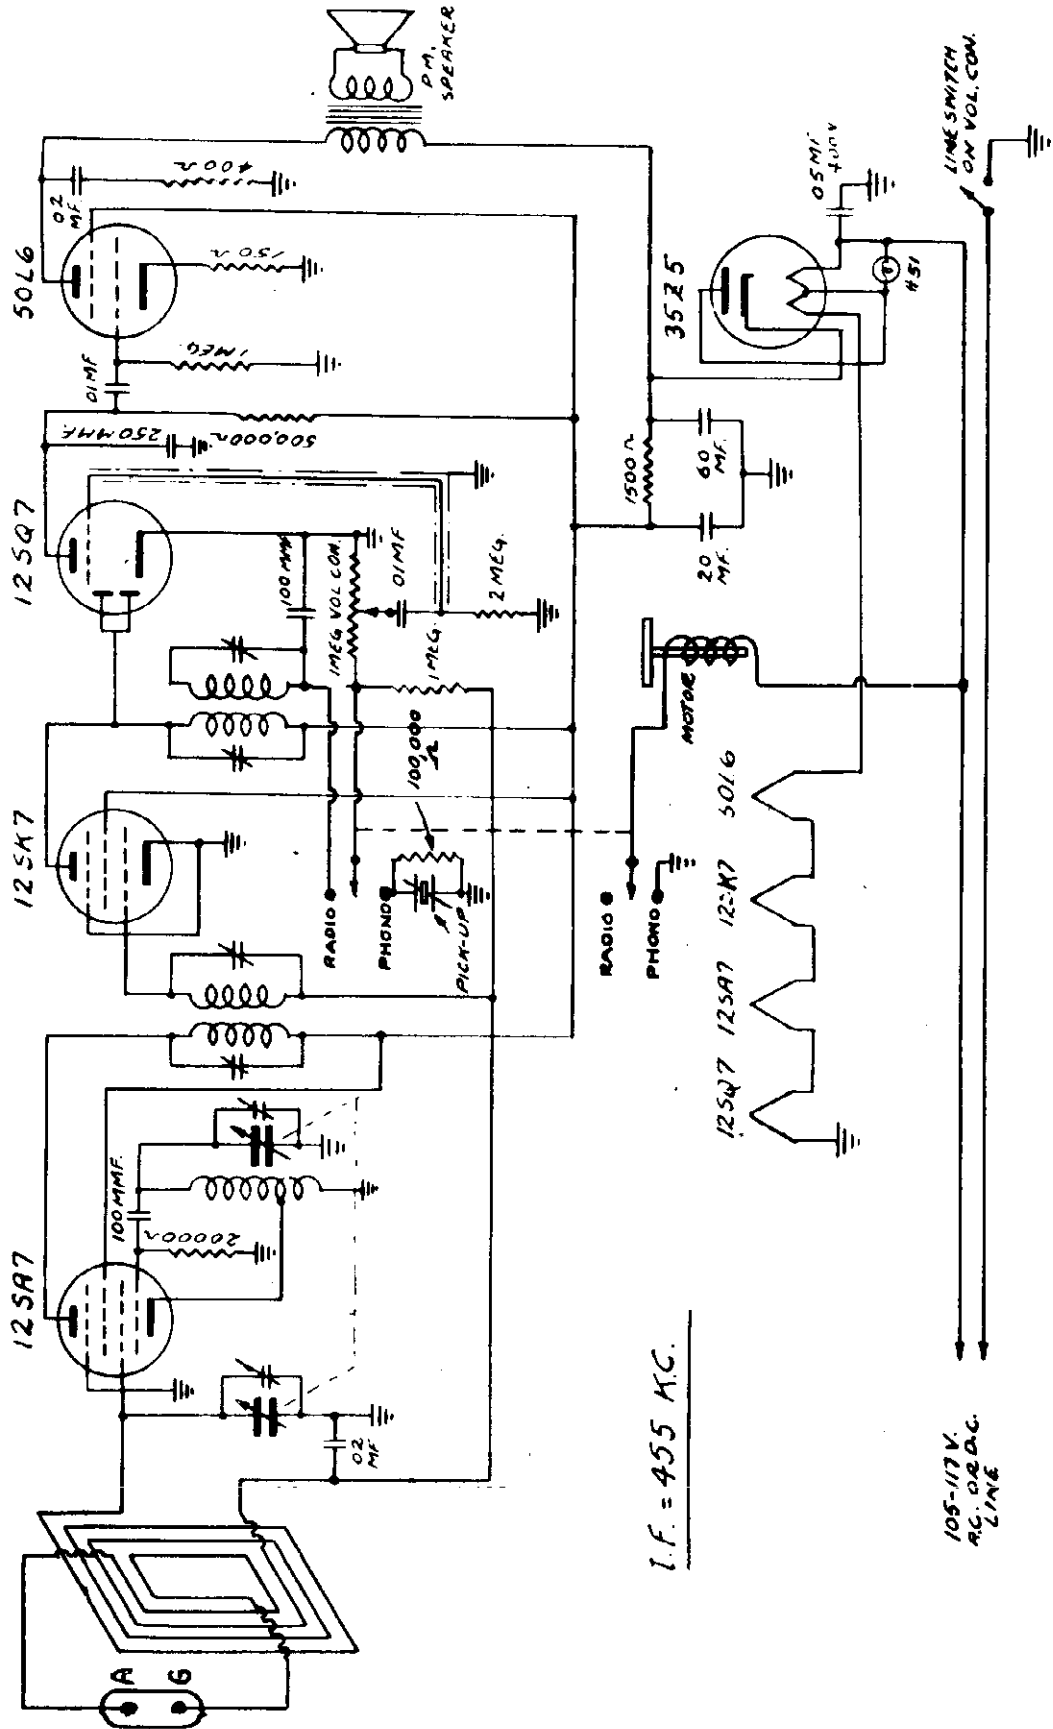 12SA7
12SK7
12SQ7
50L6
P.M.
SPEAKER
A
G
100 MMF.
20000Ω
02
MF
RADIO
PHONO
PICK-UP
100,000
Ω
1 MEG.
100 MMF
1 MEG VOL CON.
01 MF
2 MEG.
250 MMF.
500,000Ω
01 MF
1 MEG.
150Ω
02
MF.
400Ω
I.F. = 455 K.C.
RADIO
PHONO
MOTOR
1500Ω
20
MF.
60
MF.
35Z5
05 MF
400V
#51
12SQ7
12SA7
12SK7
50L6
LINE SWITCH
ON VOL. CON.
105-117 V.
A.C. OR D.C.
LINE